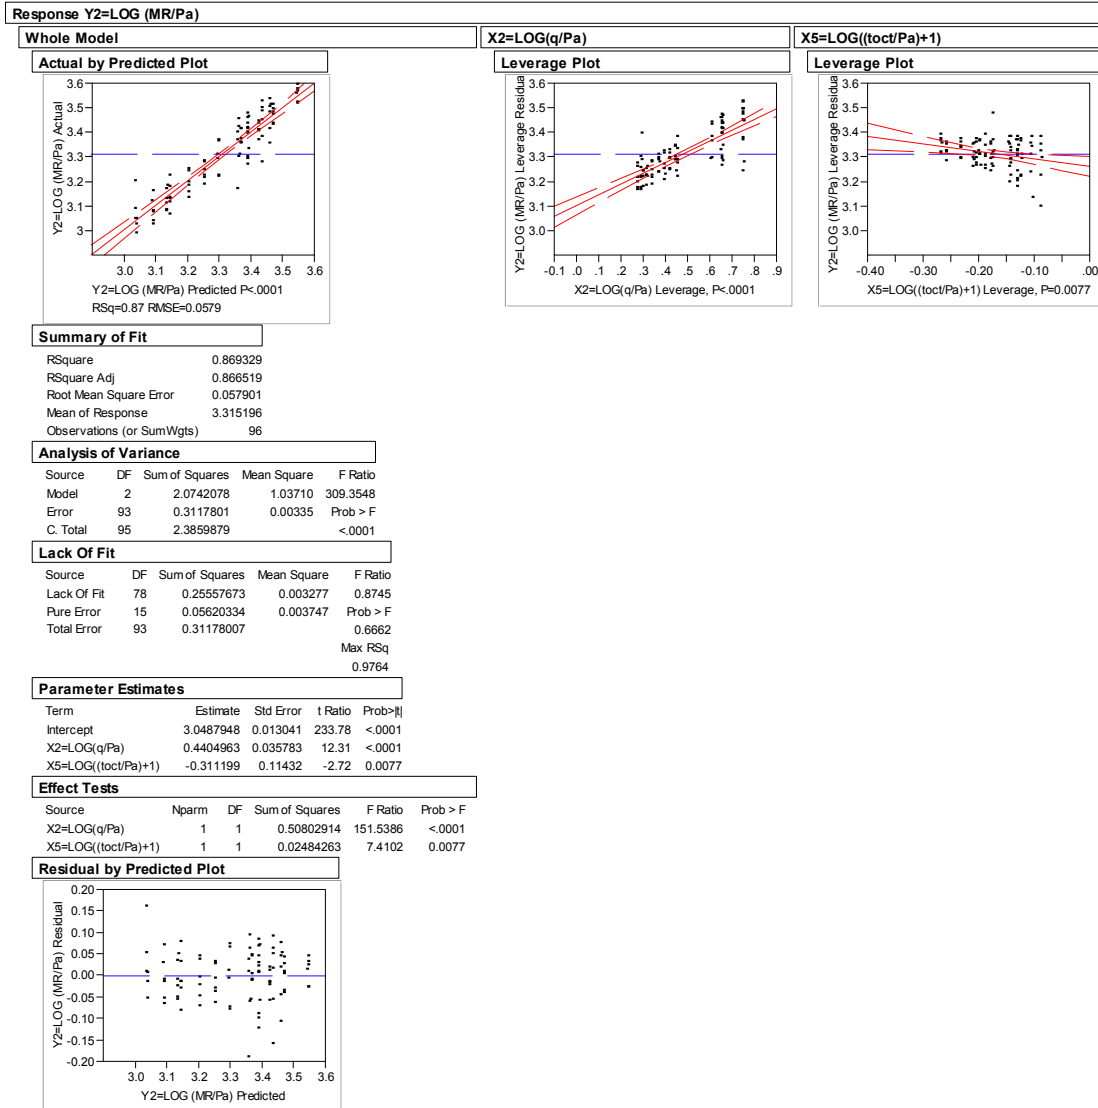 Response Y2=LOG (MR/Pa)
Whole Model
Actual by Predicted Plot
Y2=LOG (MR/Pa) Actual
3.6
3.5
3.4
3.3
3.2
3.1
3
3.0 3.1 3.2 3.3 3.4 3.5 3.6
Y2=LOG (MR/Pa) Predicted P<.0001
RSq=0.87 RMSE=0.0579
Summary of Fit
RSquare 0.869329
RSquare Adj 0.866519
Root Mean Square Error 0.057901
Mean of Response 3.315196
Observations (or Sum Wgts) 96
Analysis of Variance
Source DF Sum of Squares Mean Square F Ratio
Model 2 2.0742078 1.03710 309.3548
Error 93 0.3117801 0.00335 Prob > F
C. Total 95 2.3859879 <.0001
Lack Of Fit
Source DF Sum of Squares Mean Square F Ratio
Lack Of Fit 78 0.25557673 0.003277 0.8745
Pure Error 15 0.05620334 0.003747 Prob > F
Total Error 93 0.31178007 0.6662
Max RSq
0.9764
Parameter Estimates
Term Estimate Std Error t Ratio Prob>|t|
Intercept 3.0487948 0.013041 233.78 <.0001
X2=LOG(q/Pa) 0.4404963 0.035783 12.31 <.0001
X5=LOG((toct/Pa)+1) -0.311199 0.11432 -2.72 0.0077
Effect Tests
Source Nparm DF Sum of Squares F Ratio Prob > F
X2=LOG(q/Pa) 1 1 0.50802914 151.5386 <.0001
X5=LOG((toct/Pa)+1) 1 1 0.02484263 7.4102 0.0077
Residual by Predicted Plot
Y2=LOG (MR/Pa) Residual
0.20
0.15
0.10
0.05
0.00
-0.05
-0.10
-0.15
-0.20
3.0 3.1 3.2 3.3 3.4 3.5 3.6
Y2=LOG (MR/Pa) Predicted
X2=LOG(q/Pa)
Leverage Plot
Y2=LOG (MR/Pa) Leverage Residua
3.6
3.5
3.4
3.3
3.2
3.1
3.0
-0.1 .0 .1 .2 .3 .4 .5 .6 .7 .8 .9
X2=LOG(q/Pa) Leverage, P<.0001
X5=LOG((toct/Pa)+1)
Leverage Plot
Y2=LOG (MR/Pa) Leverage Residua
3.6
3.5
3.4
3.3
3.2
3.1
3.0
-0.40 -0.30 -0.20 -0.10 .00
X5=LOG((toct/Pa)+1) Leverage, P=0.0077